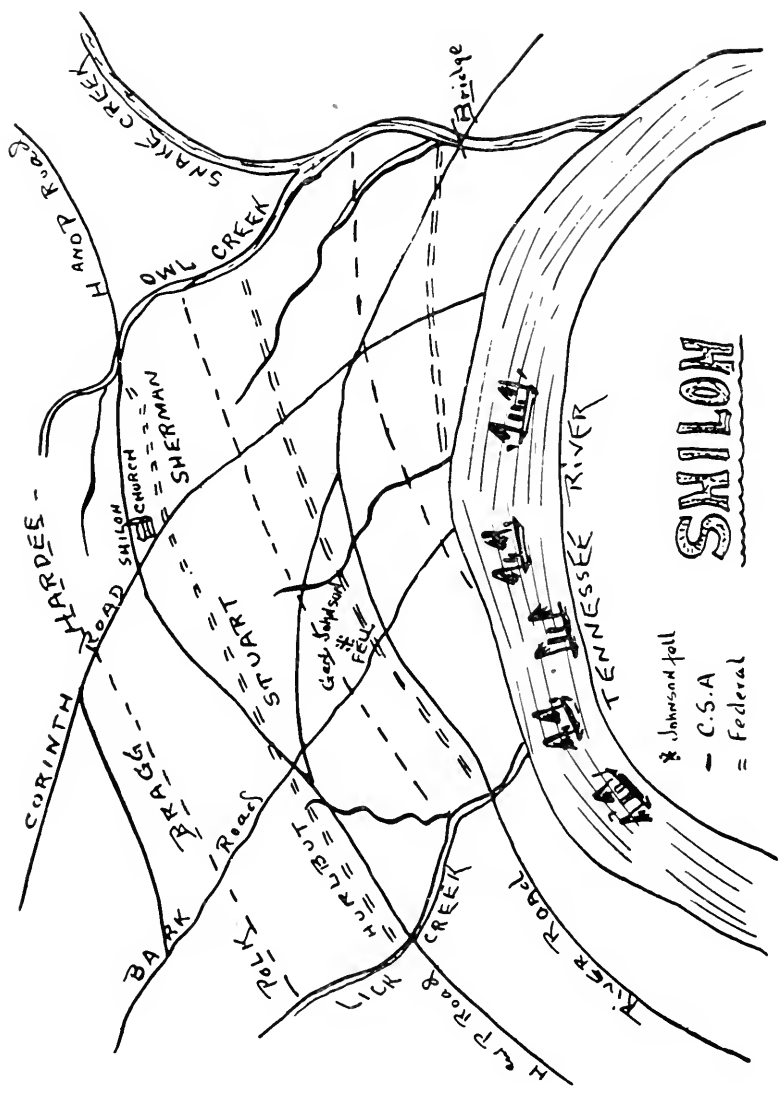 SNAKE CREEK
H AND P Road
OWL CREEK
Bridge
HARDEE
SHILOH
CHURCH
SHERMAN
CORINTH ROAD
BRAGG
STUART
Genl Johnson
FELL
BARK Road
HURLBUT
POLK
LICK CREEK
H and P Road
River Road
TENNESSEE RIVER
SHILOH
* Johnson fell
– C.S.A
= Federal